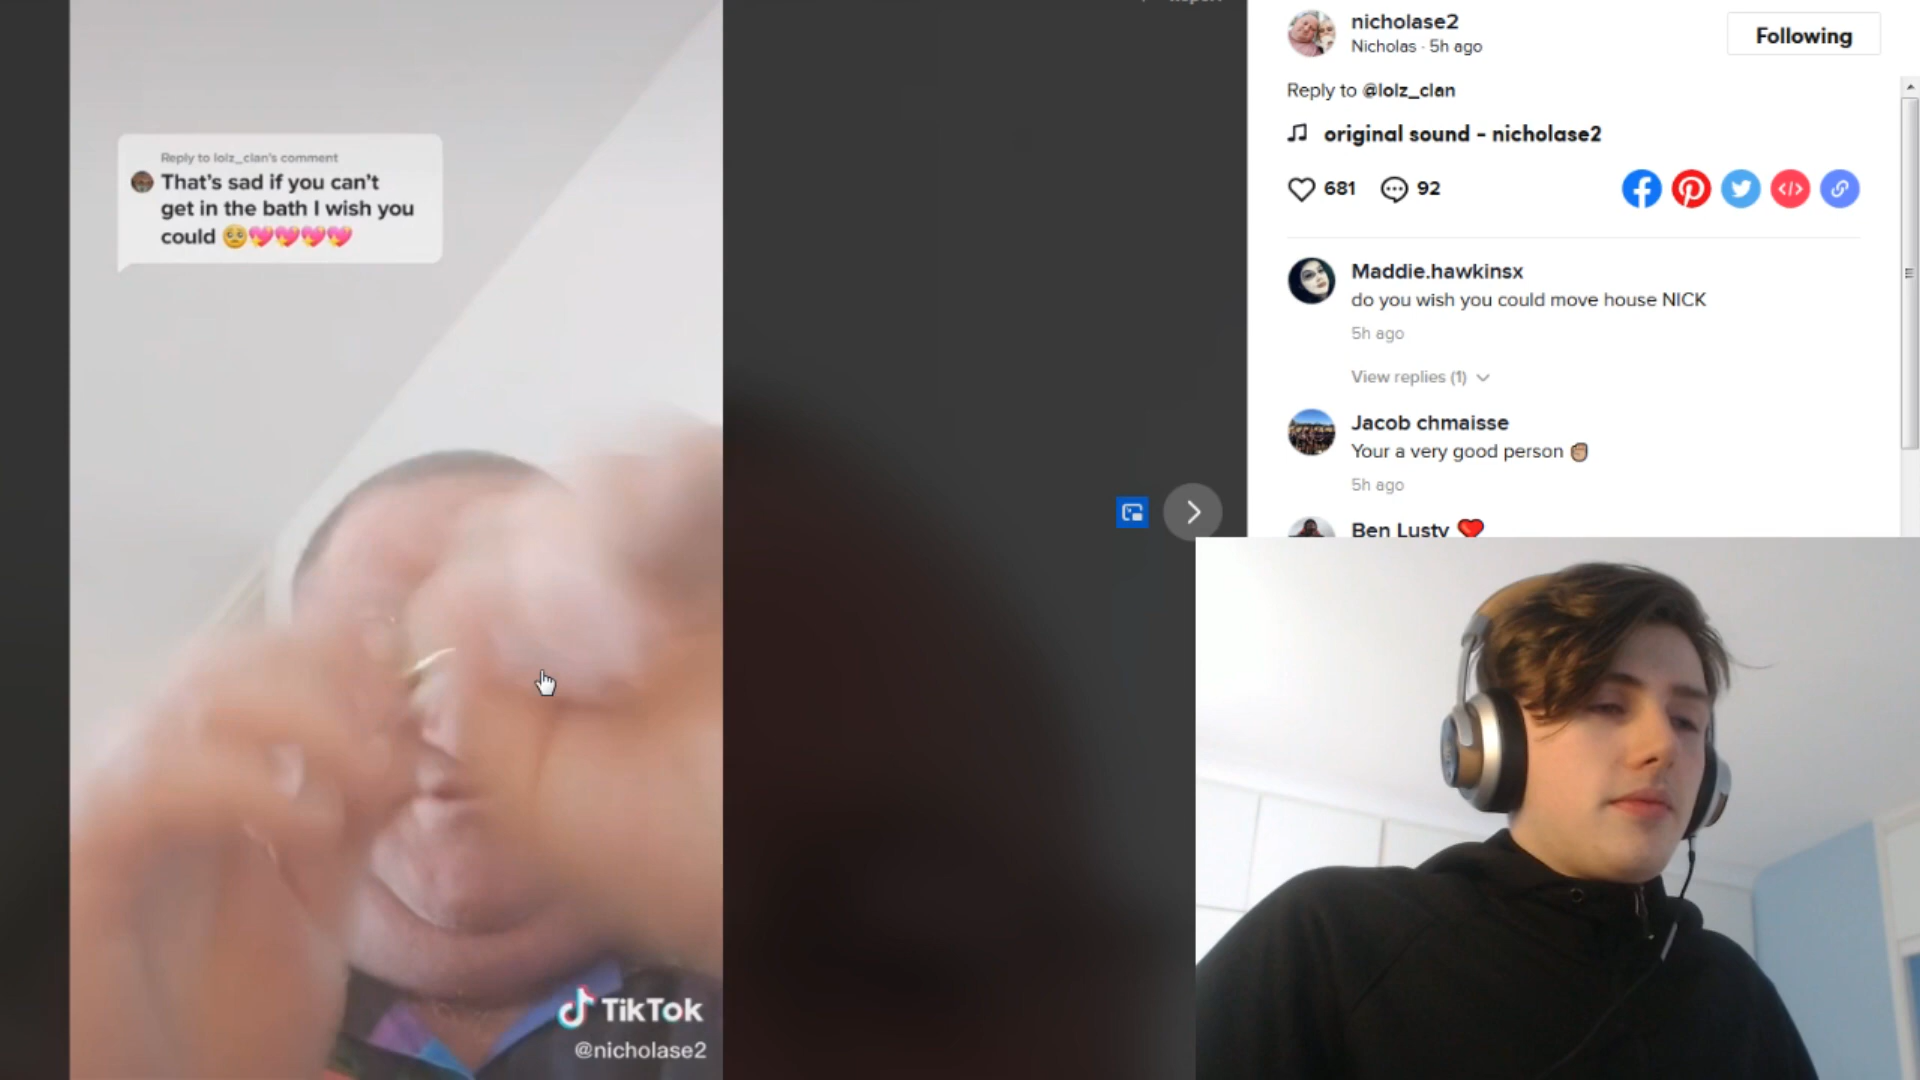 Reply to lolz_clan's comment
That's sad if you can't
get in the bath I wish you
could 🥺💖💖💖💖
TikTok
@nicholase2
nicholase2
Nicholas · 5h ago
Following
Reply to @lolz_clan
original sound - nicholase2
681
92
Maddie.hawkinsx
do you wish you could move house NICK
5h ago
View replies (1)
Jacob chmaisse
Your a very good person ✊🏽
5h ago
Ben Lusty ❤️